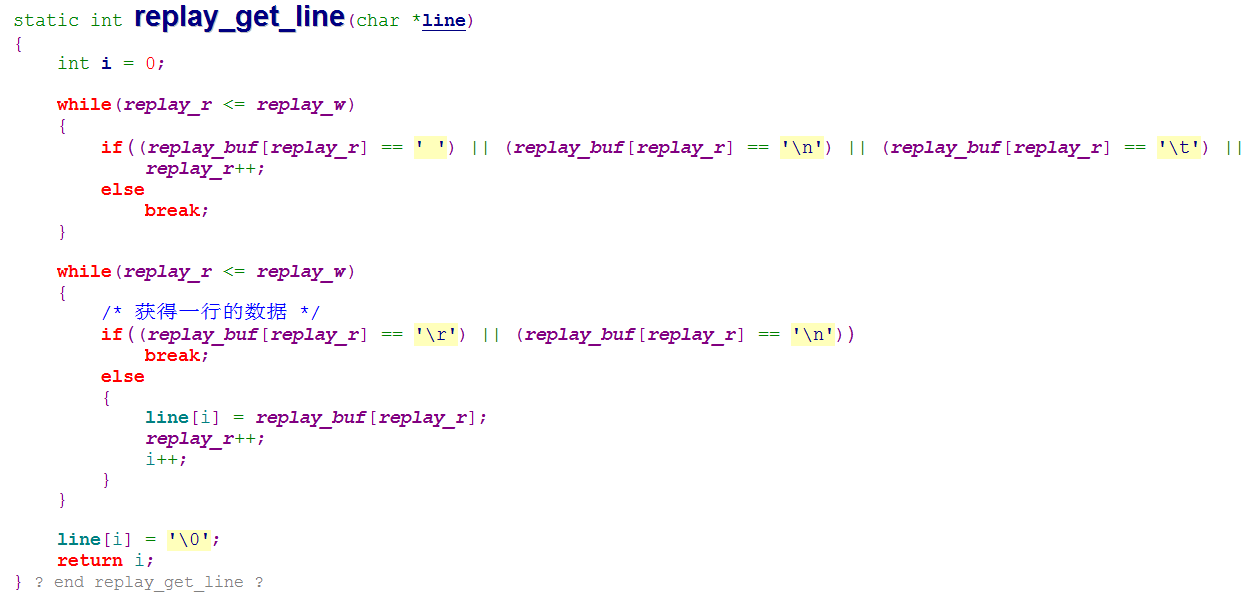 static int replay_get_line(char *line)
{
    int i = 0;

    while(replay_r <= replay_w)
    {
        if((replay_buf[replay_r] == ' ') || (replay_buf[replay_r] == '\n') || (replay_buf[replay_r] == '\t') ||
            replay_r++;
        else
            break;
    }

    while(replay_r <= replay_w)
    {
        /* 获得一行的数据 */
        if((replay_buf[replay_r] == '\r') || (replay_buf[replay_r] == '\n'))
            break;
        else
        {
            line[i] = replay_buf[replay_r];
            replay_r++;
            i++;
        }
    }

    line[i] = '\0';
    return i;
} ? end replay_get_line ?